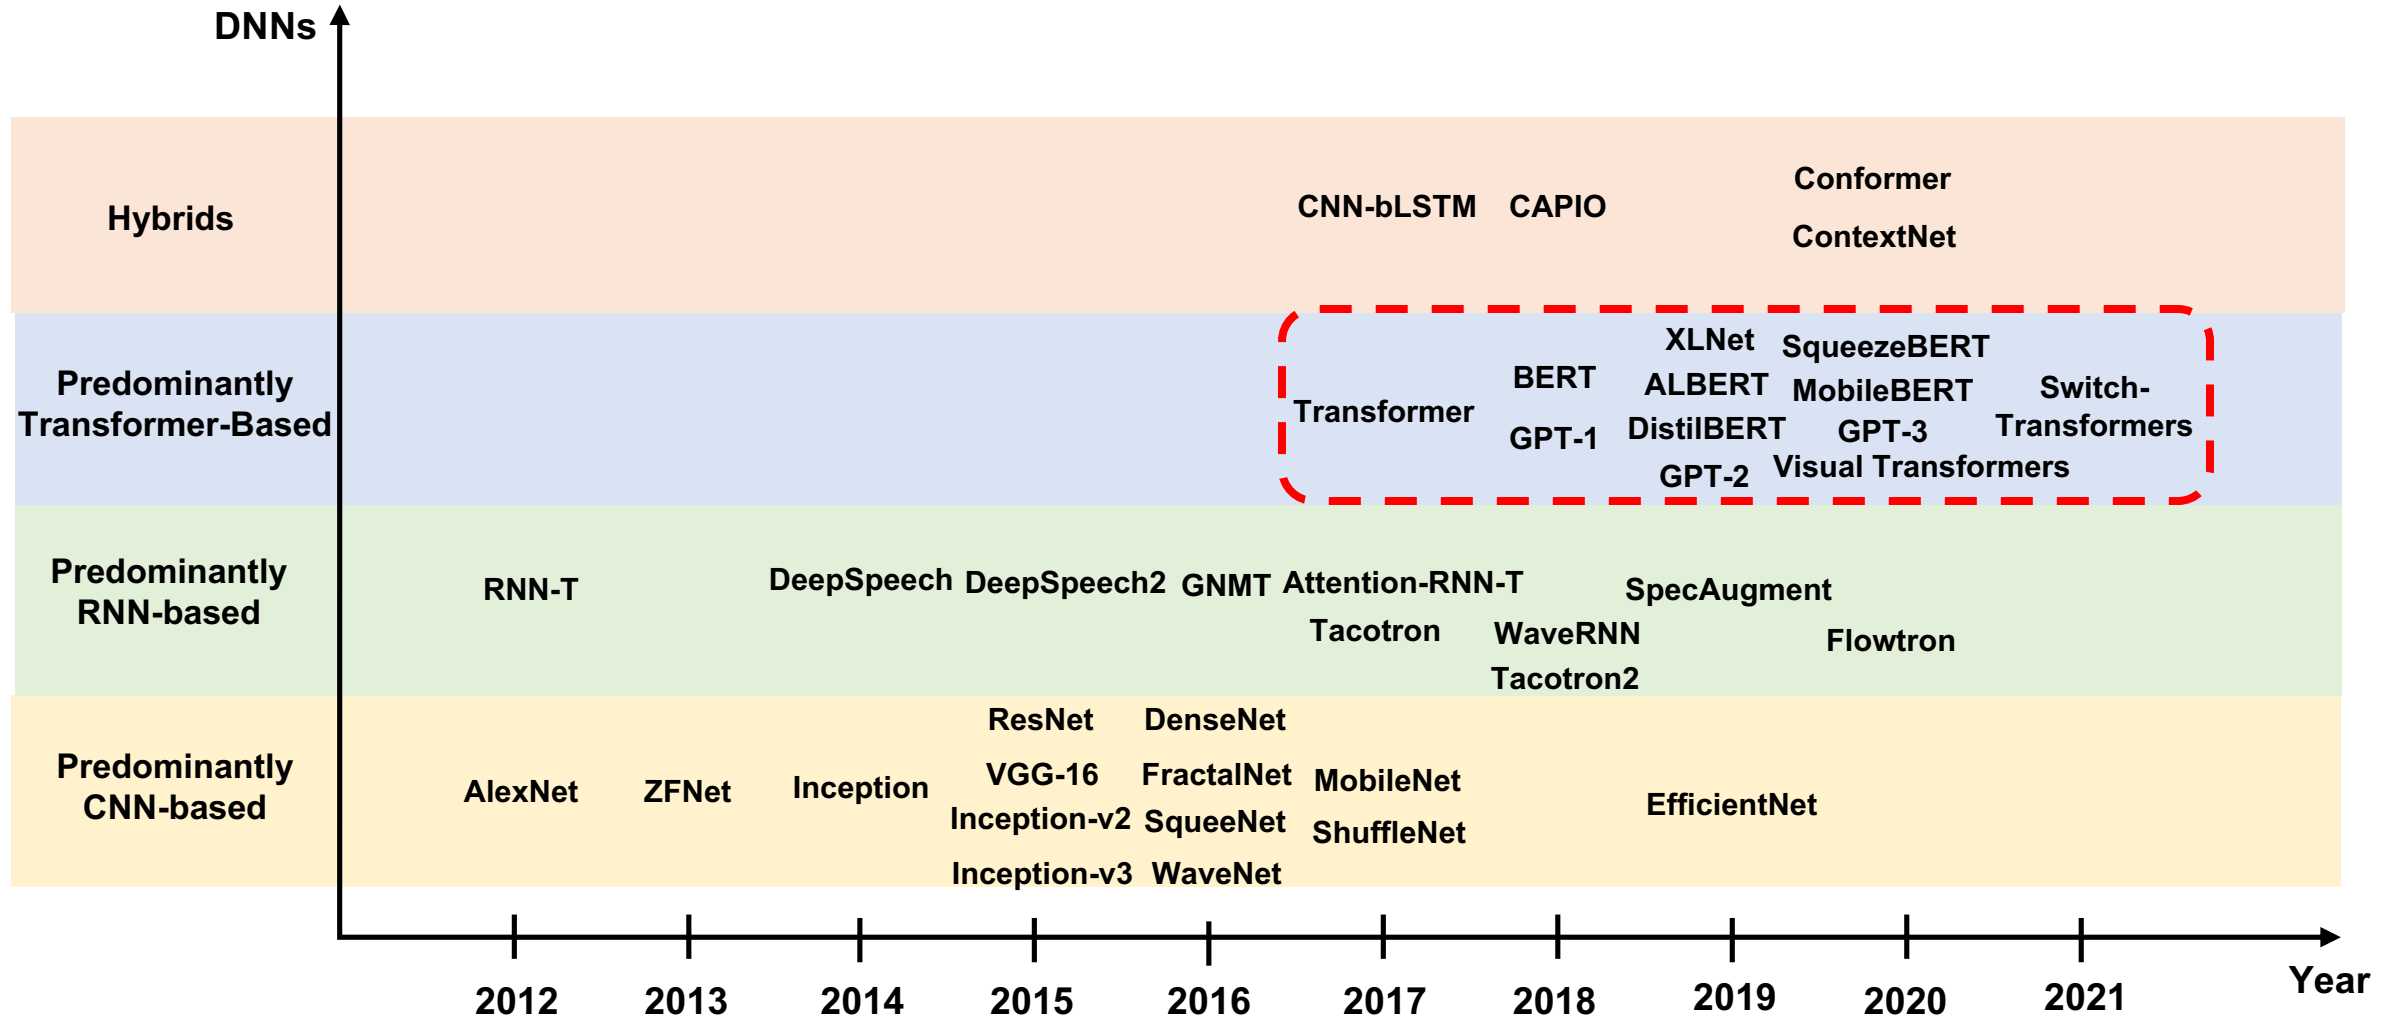 DNNs
Hybrids
CNN-bLSTM
CAPIO
Conformer
ContextNet
Predominantly
Transformer-Based
Transformer
BERT
GPT-1
XLNet
ALBERT
DistilBERT
GPT-2
SqueezeBERT
MobileBERT
GPT-3
Visual Transformers
Switch-
Transformers
Predominantly
RNN-based
RNN-T
DeepSpeech
DeepSpeech2
GNMT
Attention-RNN-T
Tacotron
WaveRNN
Tacotron2
SpecAugment
Flowtron
Predominantly
CNN-based
AlexNet
ZFNet
Inception
ResNet
VGG-16
Inception-v2
Inception-v3
DenseNet
FractalNet
SqueeNet
WaveNet
MobileNet
ShuffleNet
EfficientNet
2012
2013
2014
2015
2016
2017
2018
2019
2020
2021
Year